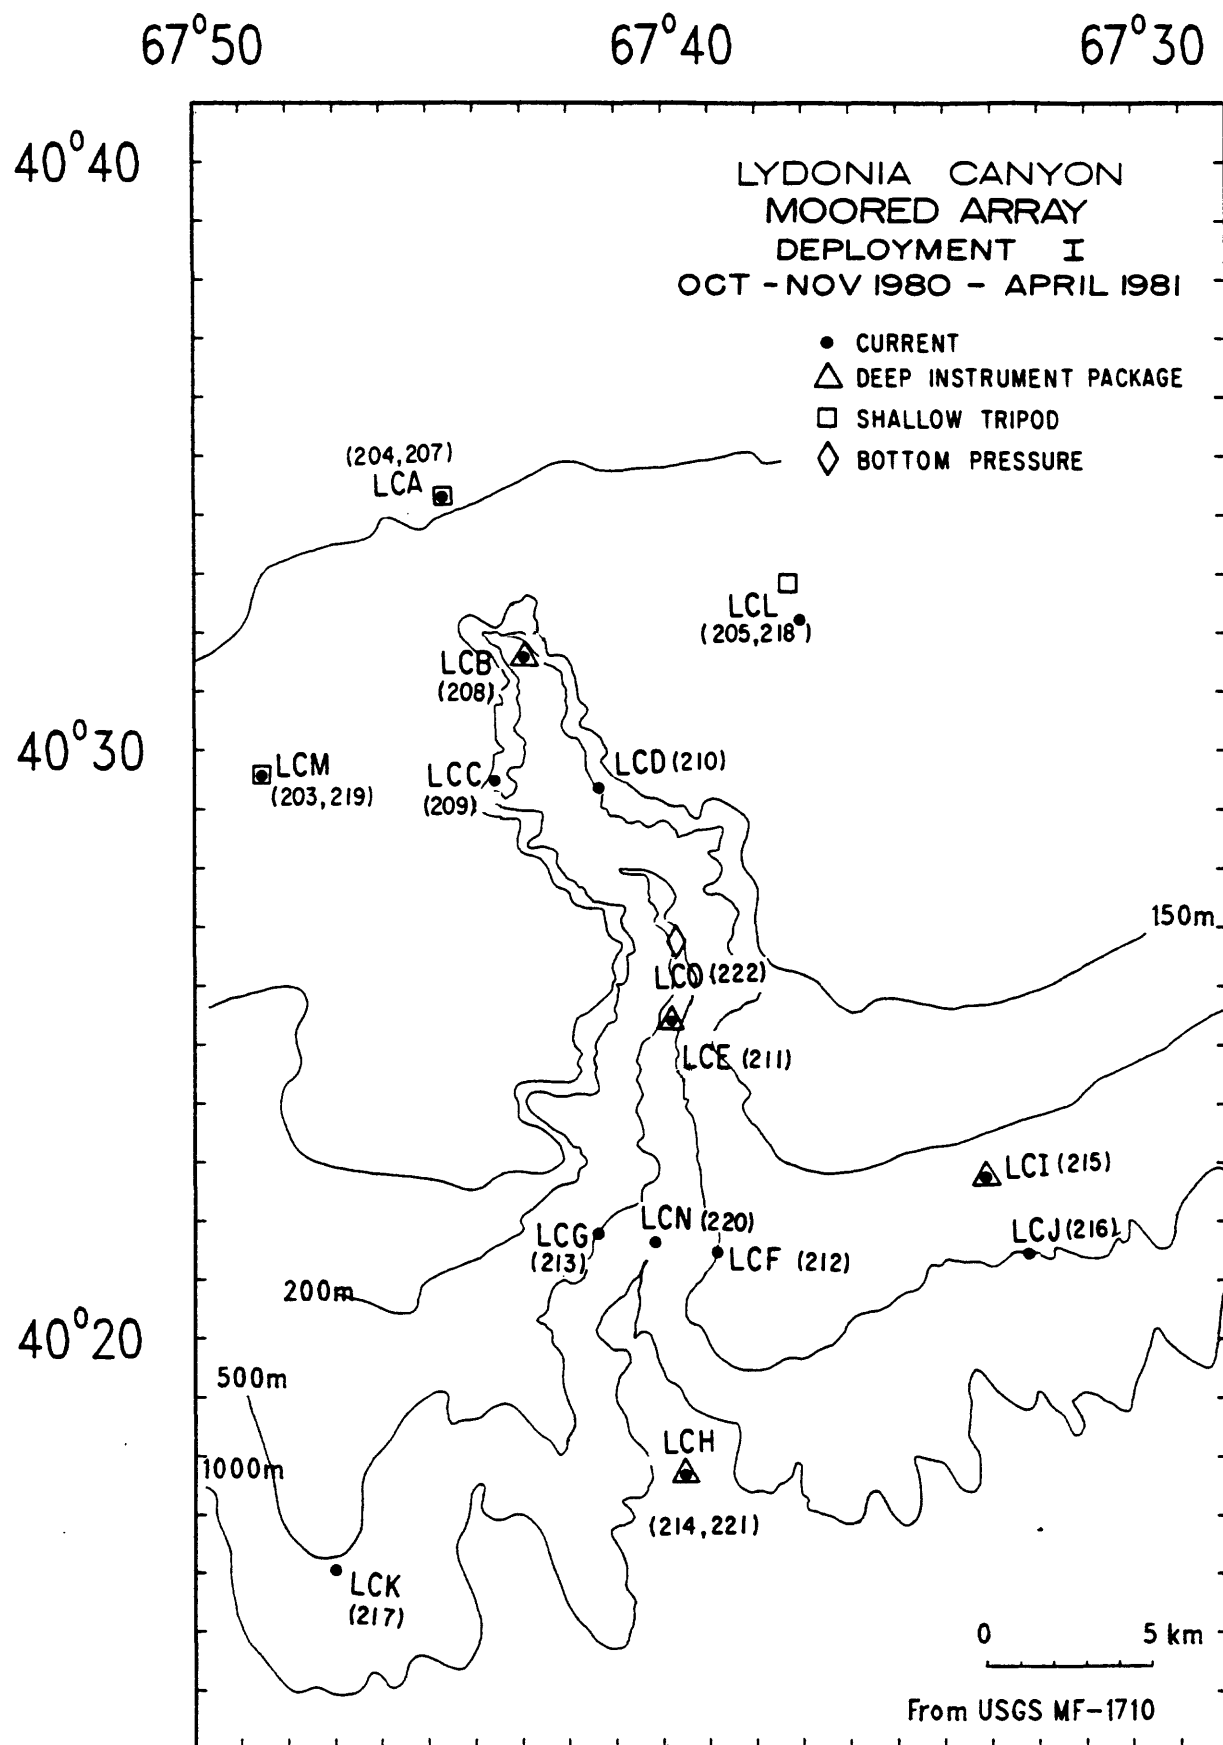 67°50 67°40 67°30
40°40
LYDONIA CANYON
MOORED ARRAY
DEPLOYMENT I
OCT - NOV 1980 - APRIL 1981
CURRENT
DEEP INSTRUMENT PACKAGE
SHALLOW TRIPOD
BOTTOM PRESSURE
(204,207)
LCA
LCL
(205,218)
LCB
(208)
40°30
LCM
(203,219)
LCC
(209)
LCD (210)
150m
LCO (222)
LCE (211)
LCI (215)
LCN (220)
LCG
(213)
LCF (212)
LCJ (216)
200m
40°20
500m
1000m
LCH
(214,221)
LCK
(217)
0 5 km
From USGS MF-1710